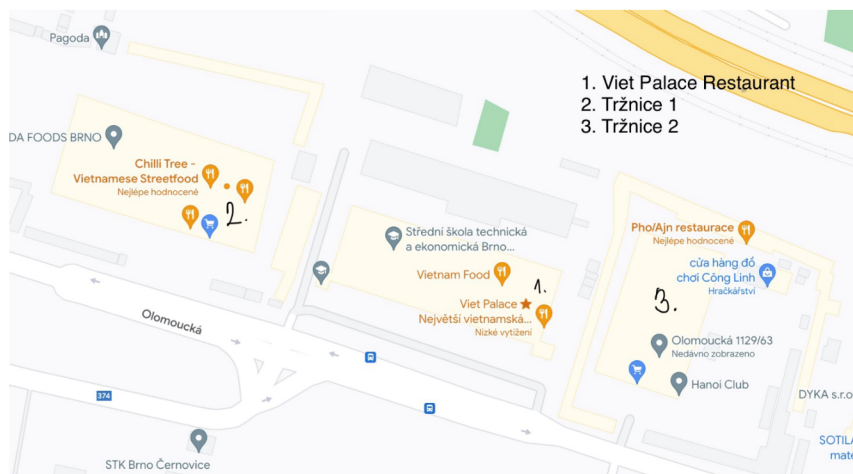 Pagoda
1. Viet Palace Restaurant
2. Tržnice 1
3. Tržnice 2
DA FOODS BRNO
Chilli Tree -
Vietnamese Streetfood
Nejlépe hodnocené
2.
Střední škola technická
a ekonomická Brno...
Vietnam Food
1.
Viet Palace
Největší vietnamská...
Nízké vytížení
Pho/Ajn restaurace
Nejlépe hodnocené
cửa hàng đồ
chơi Công Linh
Hračkářství
3.
Olomoucká 1129/63
Nedávno zobrazeno
Hanoi Club
Olomoucká
374
DYKA s.r.o
STK Brno Černovice
SOTILA
mate